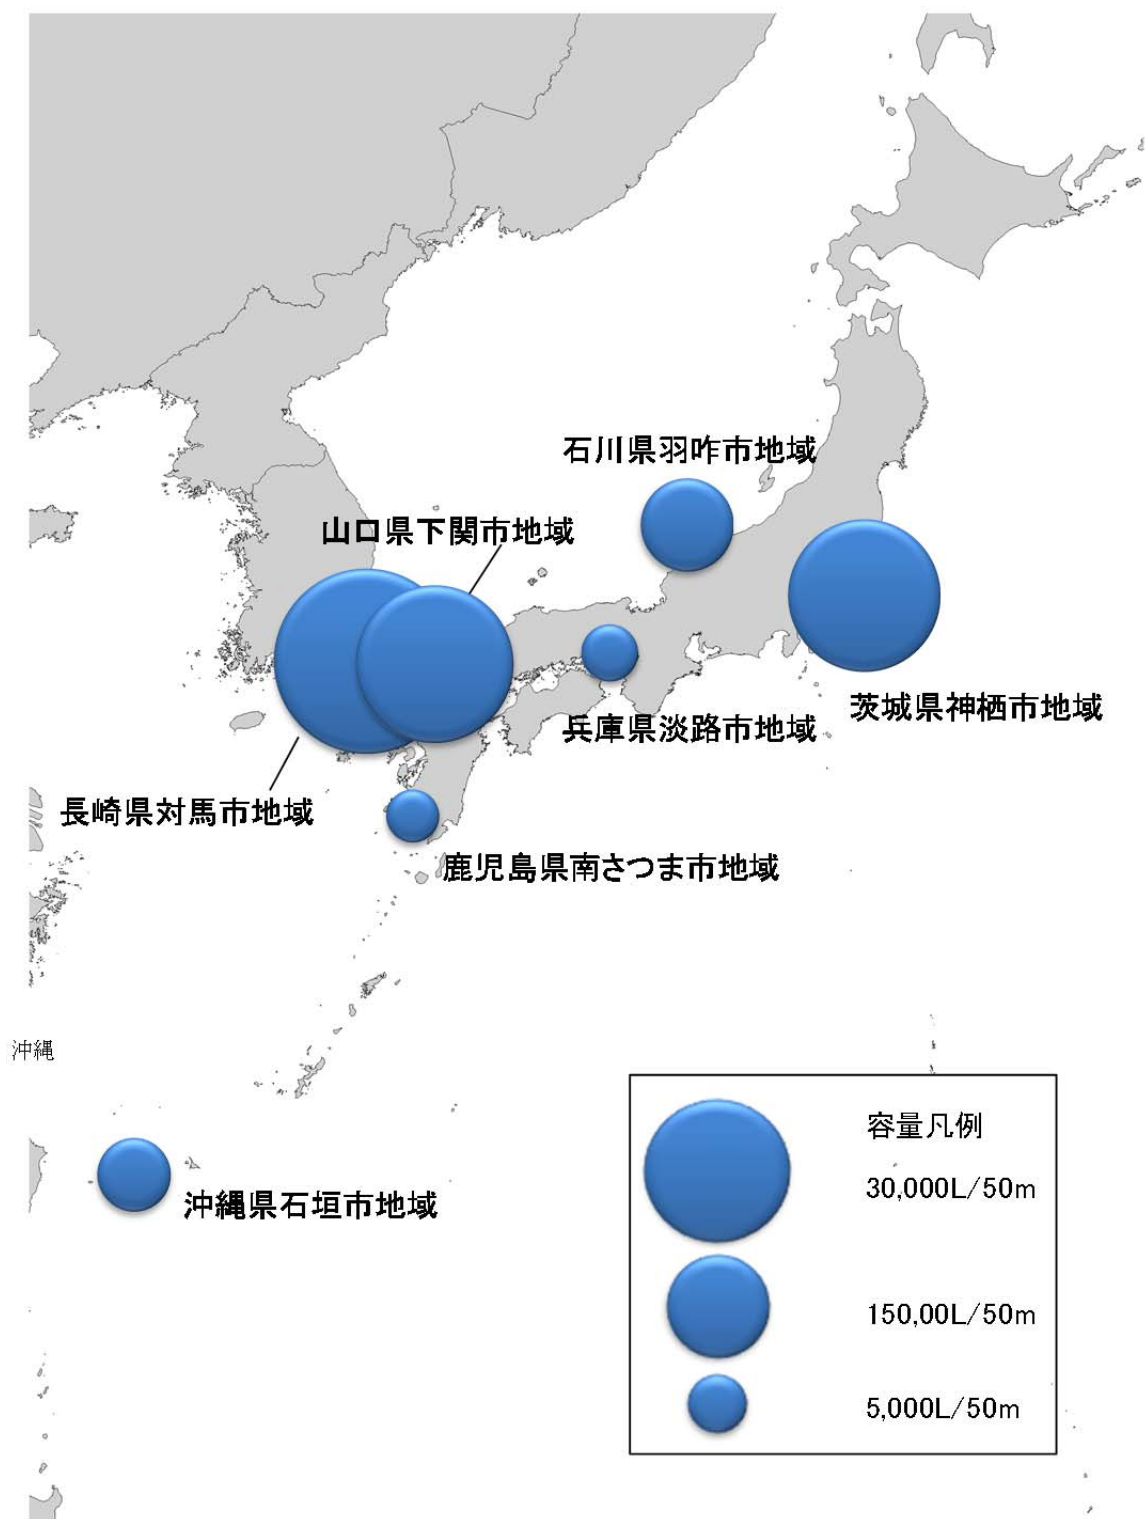 石川県羽咋市地域
山口県下関市地域
茨城県神栖市地域
兵庫県淡路市地域
長崎県対馬市地域
鹿児島県南さつま市地域
沖縄
沖縄県石垣市地域
容量凡例
30,000L/50m
150,00L/50m
5,000L/50m